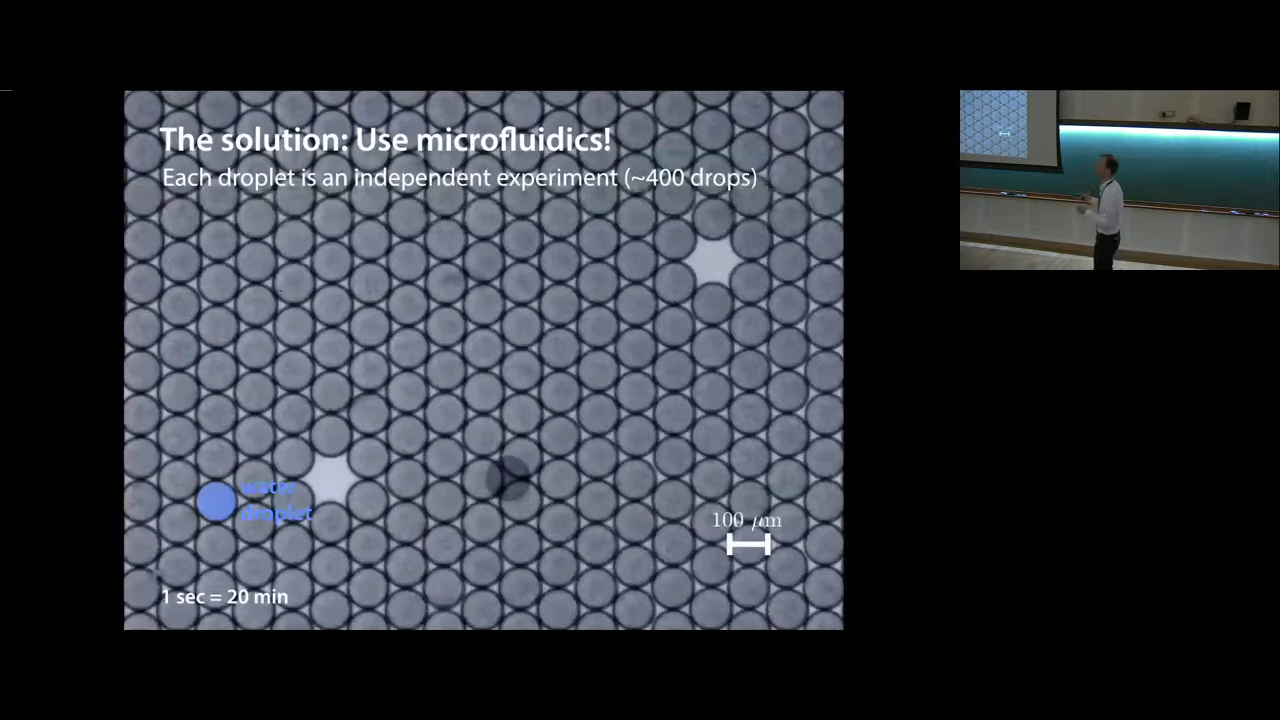 The solution: Use microfluidics!
Each droplet is an independent experiment (~400 drops)
water
droplet
100 μm
1 sec = 20 min